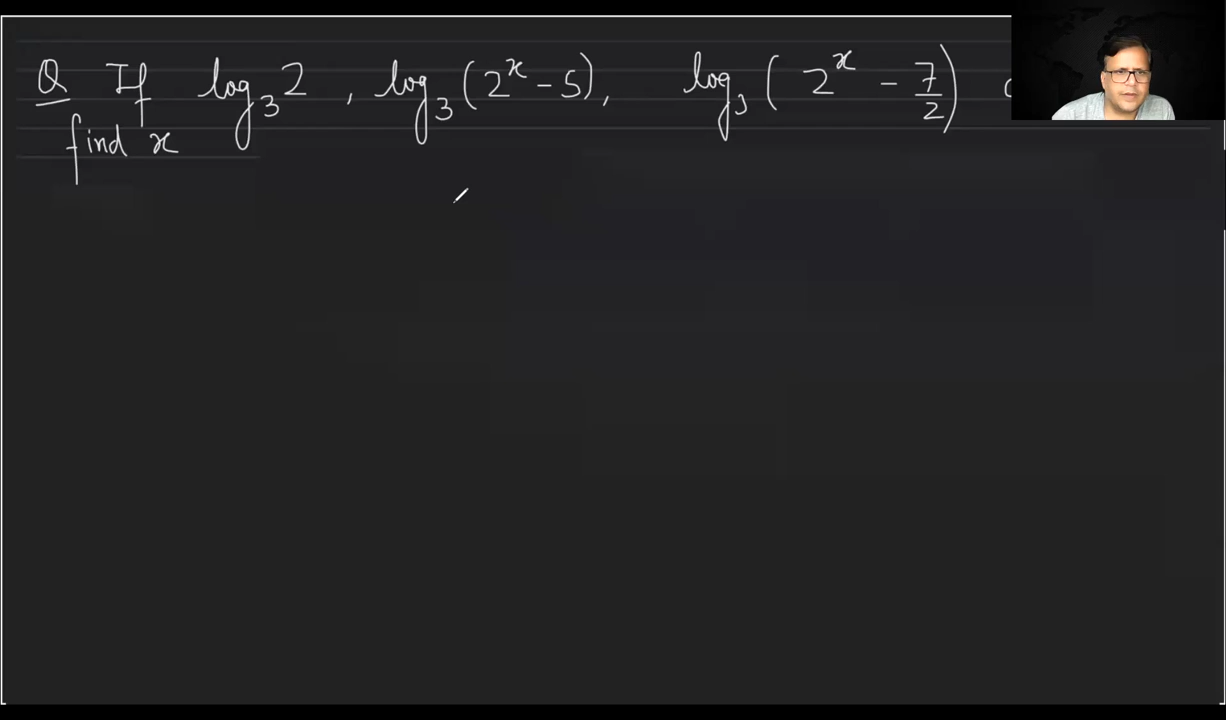 Q If log₃2 , log₃(2ˣ - 5), log₃(2ˣ - 7/2)
find x